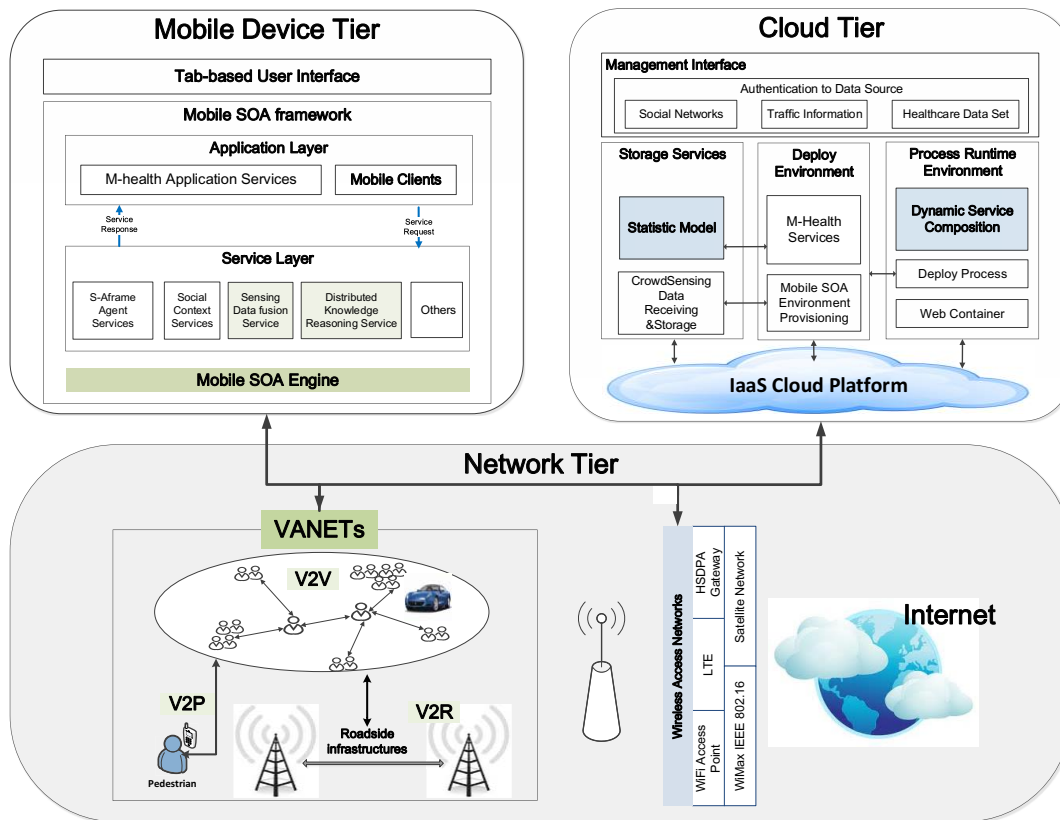 Mobile Device Tier
Tab-based User Interface
Mobile SOA framework
Application Layer
M-health Application Services
Mobile Clients
Service
Response
Service
Request
Service Layer
S-Aframe
Agent
Services
Social
Context
Services
Sensing
Data fusion
Service
Distributed
Knowledge
Reasoning Service
Others
Mobile SOA Engine
Cloud Tier
Management Interface
Authentication to Data Source
Social Networks
Traffic Information
Healthcare Data Set
Storage Services
Statistic Model
CrowdSensing
Data
Receiving
&Storage
Deploy
Environment
M-Health
Services
Mobile SOA
Environment
Provisioning
Process Runtime
Environment
Dynamic Service
Composition
Deploy Process
Web Container
IaaS Cloud Platform
Network Tier
VANETs
V2V
V2P
V2R
Roadside
infrastructures
Pedestrian
Wireless Access Networks
HSDPA
Gateway
LTE
WiFi Access
Point
Satellite Network
WiMax IEEE 802.16
Internet